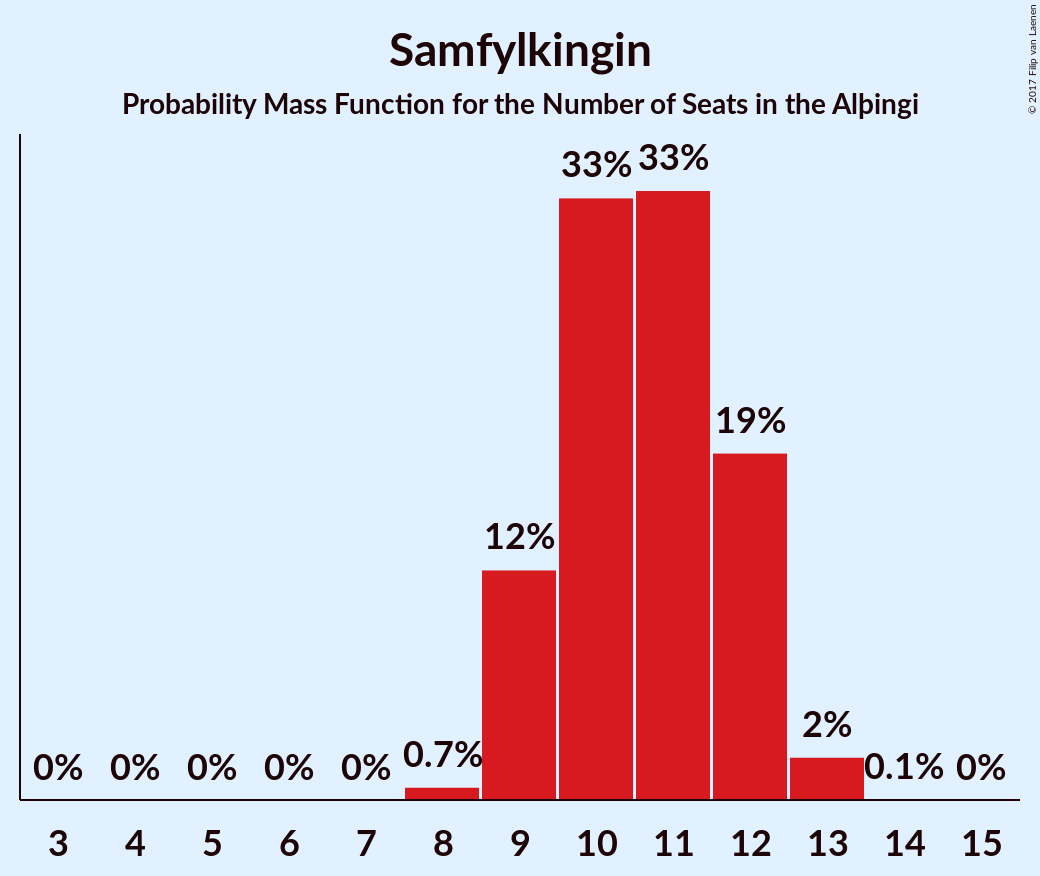 Samfylkingin
Probability Mass Function for the Number of Seats in the Alþingi
© 2017 Filip van Laenen
33% 33%
19%
12%
2%
0% 0% 0% 0% 0% 0.7% 0.1% 0%
3 4 5 6 7 8 9 10 11 12 13 14 15